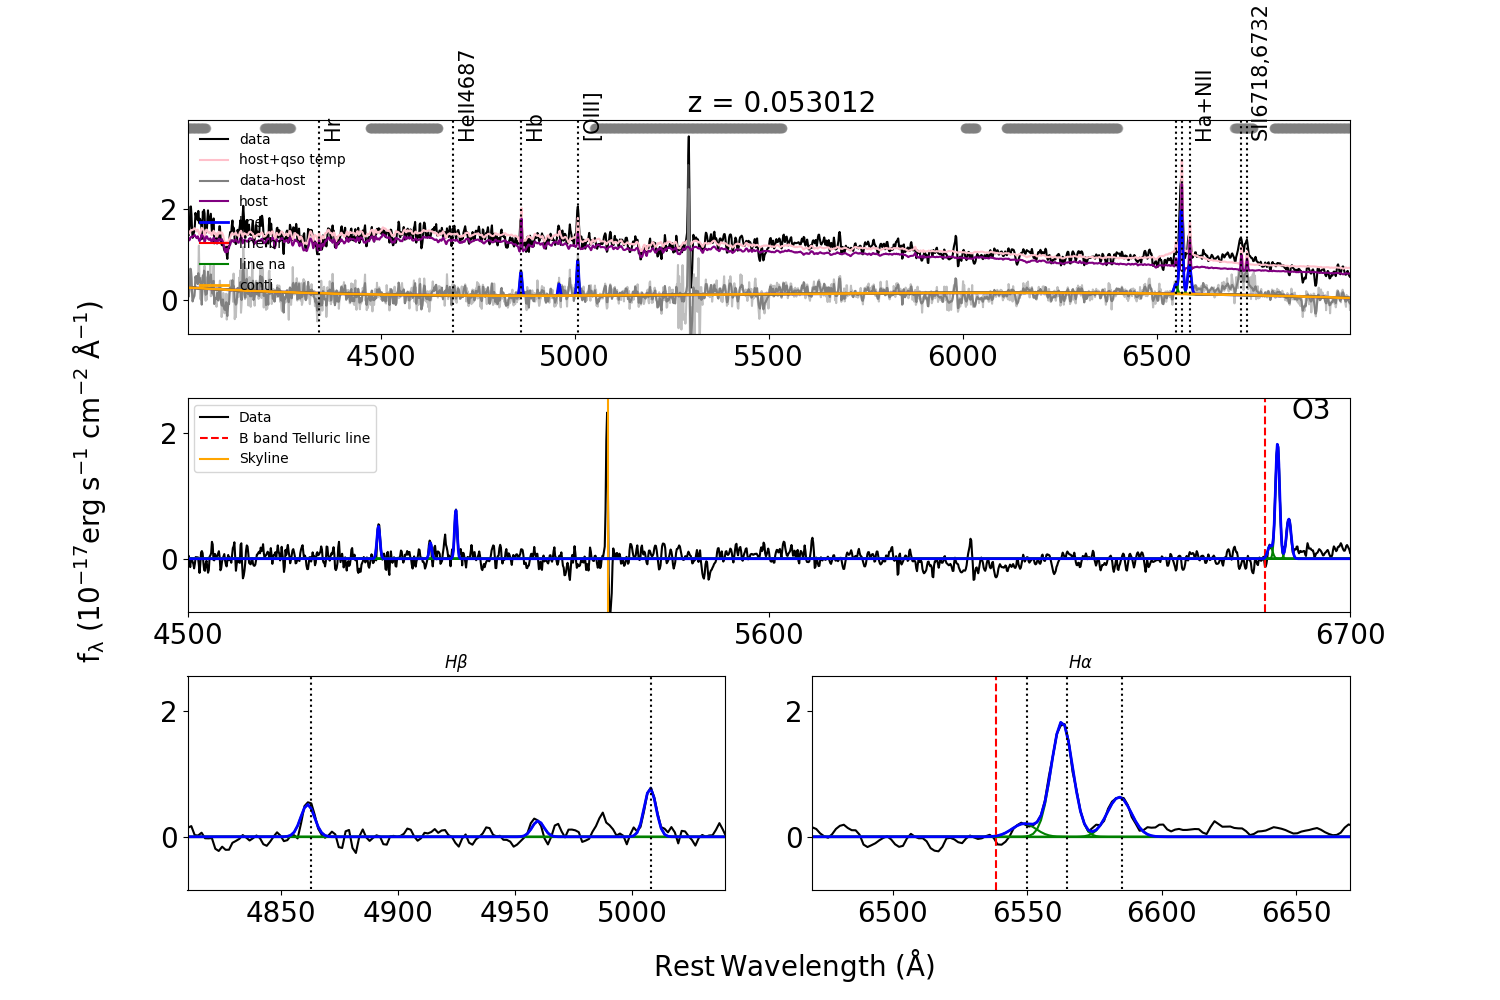 z = 0.053012
Hr
HeII4687
Hb
[OIII]
Ha+NII
SII6718,6732
data
host+qso temp
data-host
host
line na
conti
2
0
4500
5000
5500
6000
6500
Data
B band Telluric line
Skyline
O3
2
0
4500
5600
6700
fλ (10⁻¹⁷erg s⁻¹ cm⁻² Å⁻¹)
Hβ
2
0
4850
4900
4950
5000
Hα
2
0
6500
6550
6600
6650
Rest Wavelength (Å)